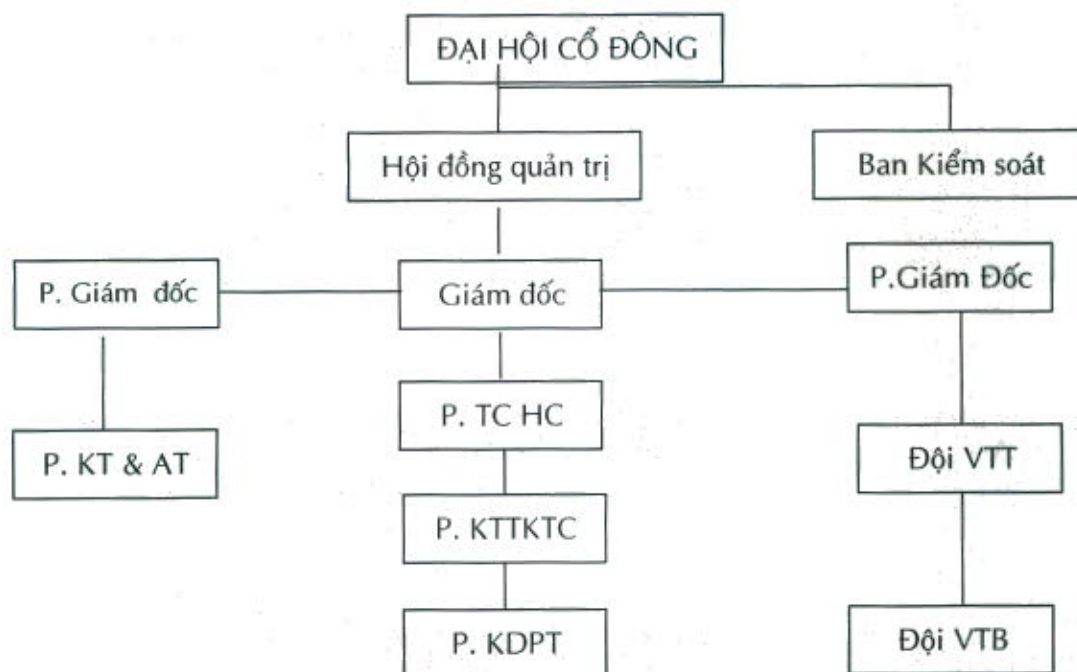 ĐẠI HỘI CỔ ĐÔNG
Hội đồng quản trị
Ban Kiểm soát
P. Giám đốc
Giám đốc
P.Giám Đốc
P. TC HC
P. KT & AT
Đội VTT
P. KTTKTC
P. KDPT
Đội VTB